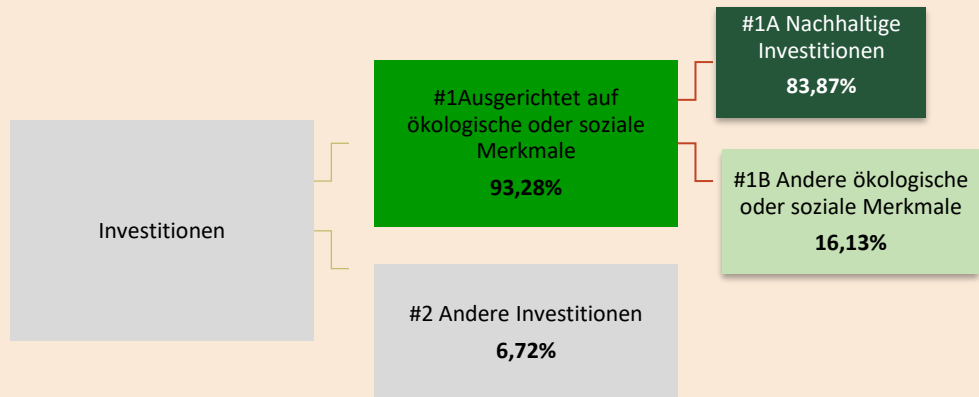 Investitionen
#1Ausgerichtet auf
ökologische oder soziale
Merkmale
93,28%
#2 Andere Investitionen
6,72%
#1A Nachhaltige
Investitionen
83,87%
#1B Andere ökologische
oder soziale Merkmale
16,13%